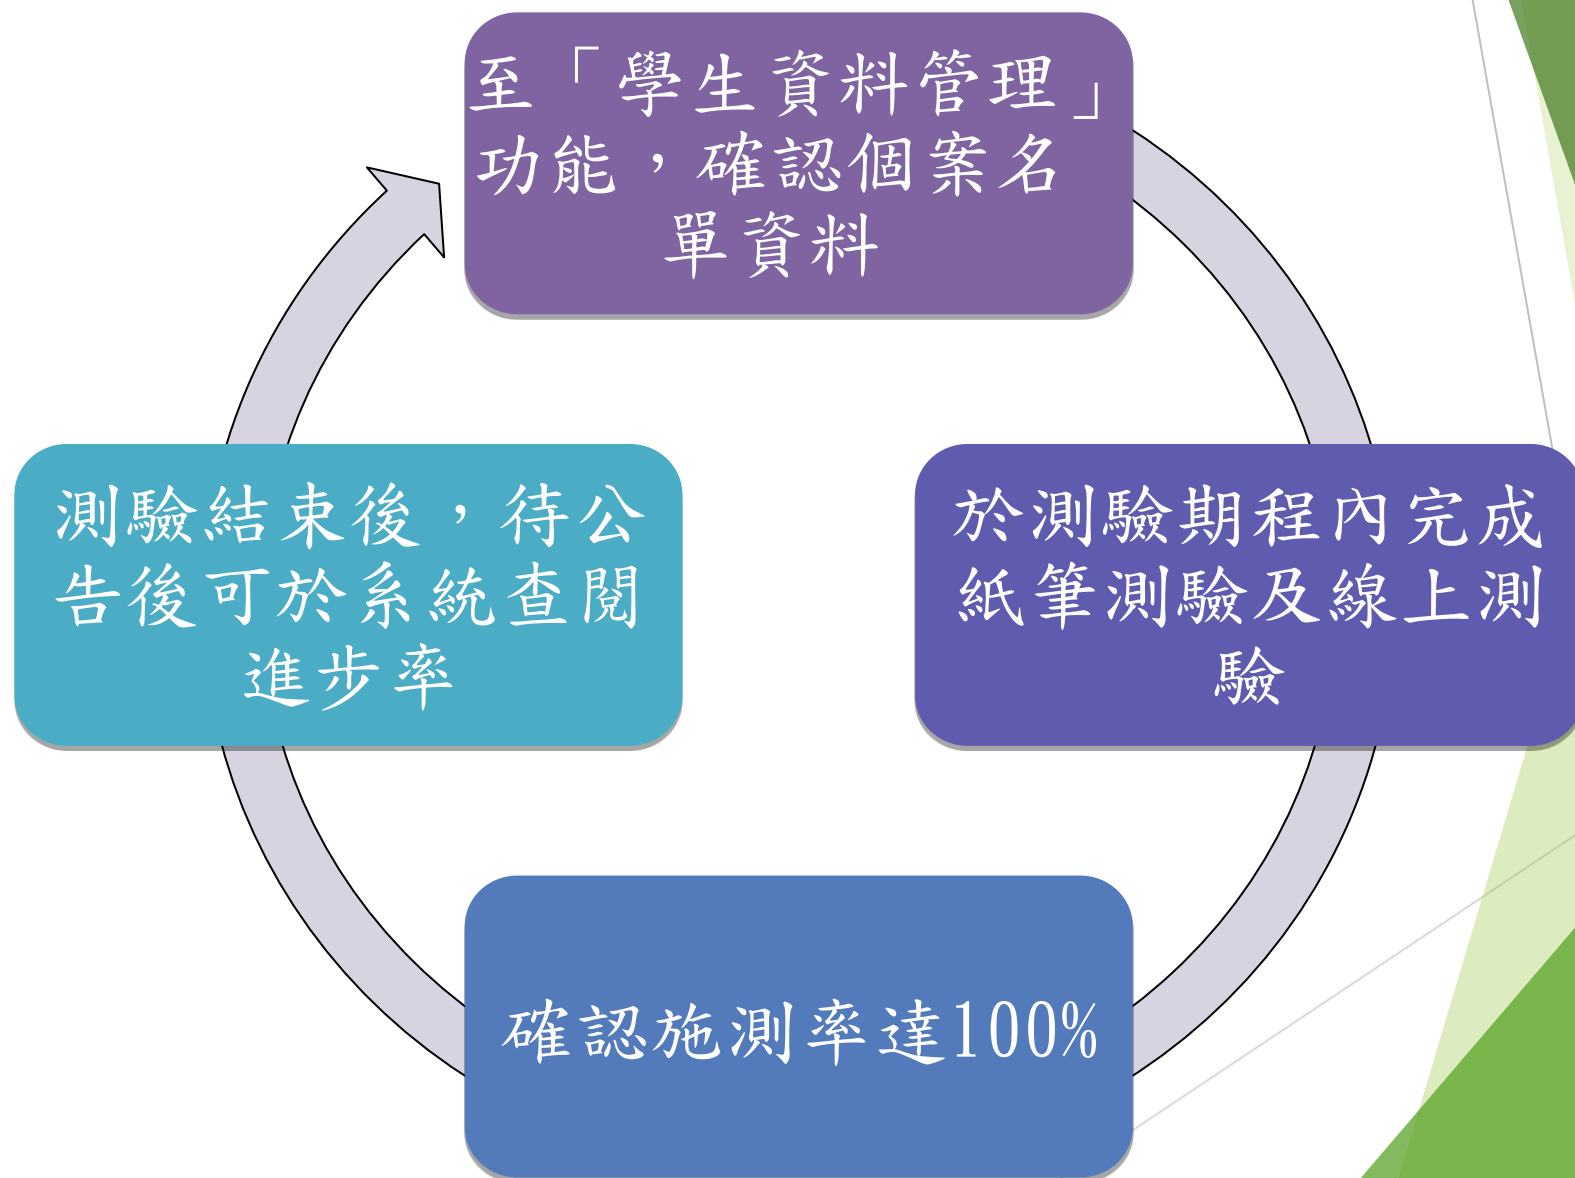 至「學生資料管理」
功能，確認個案名
單資料
於測驗期程內完成
紙筆測驗及線上測
驗
確認施測率達100%
測驗結束後，待公
告後可於系統查閱
進步率